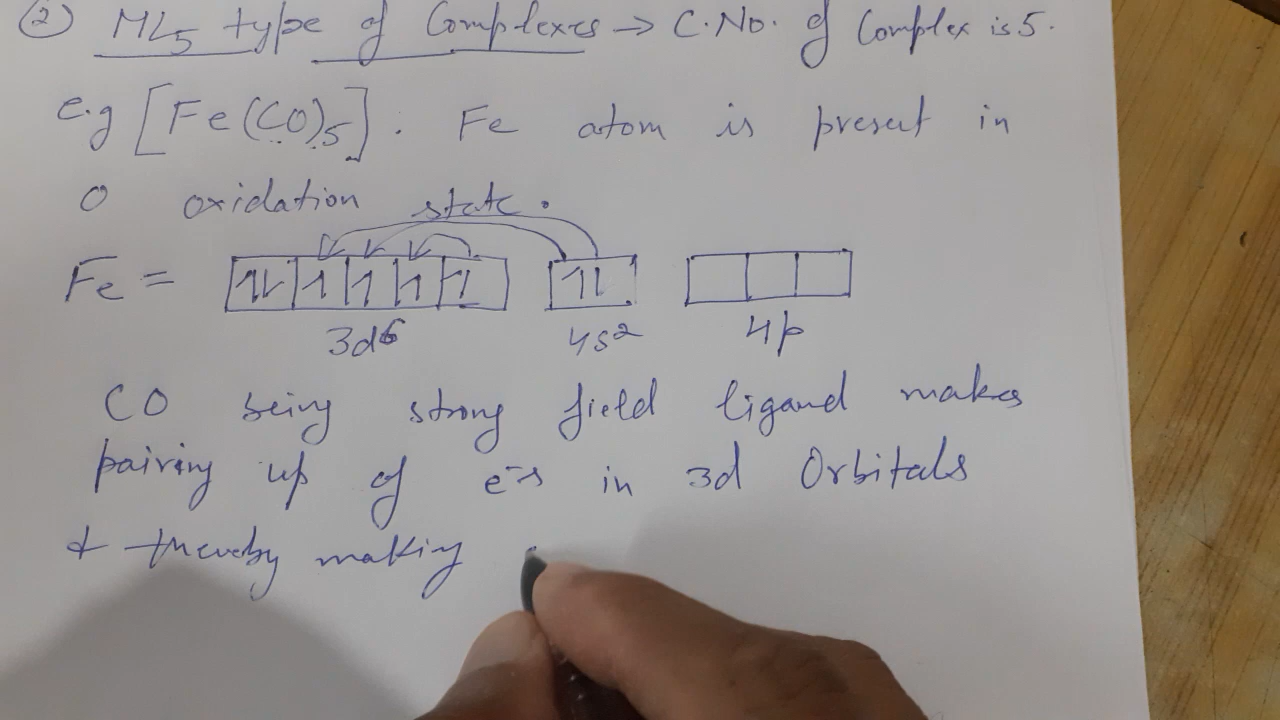 ② ML5 type of Complexes → C.No. of Complex is 5.
e.g [Fe(CO)5]. Fe atom is present in
0 oxidation state.
Fe = 1L 1 1 1 1 1L
3d6 4s2 4p
CO being strong field ligand makes
pairing up of e-s in 3d Orbitals
& thereby making